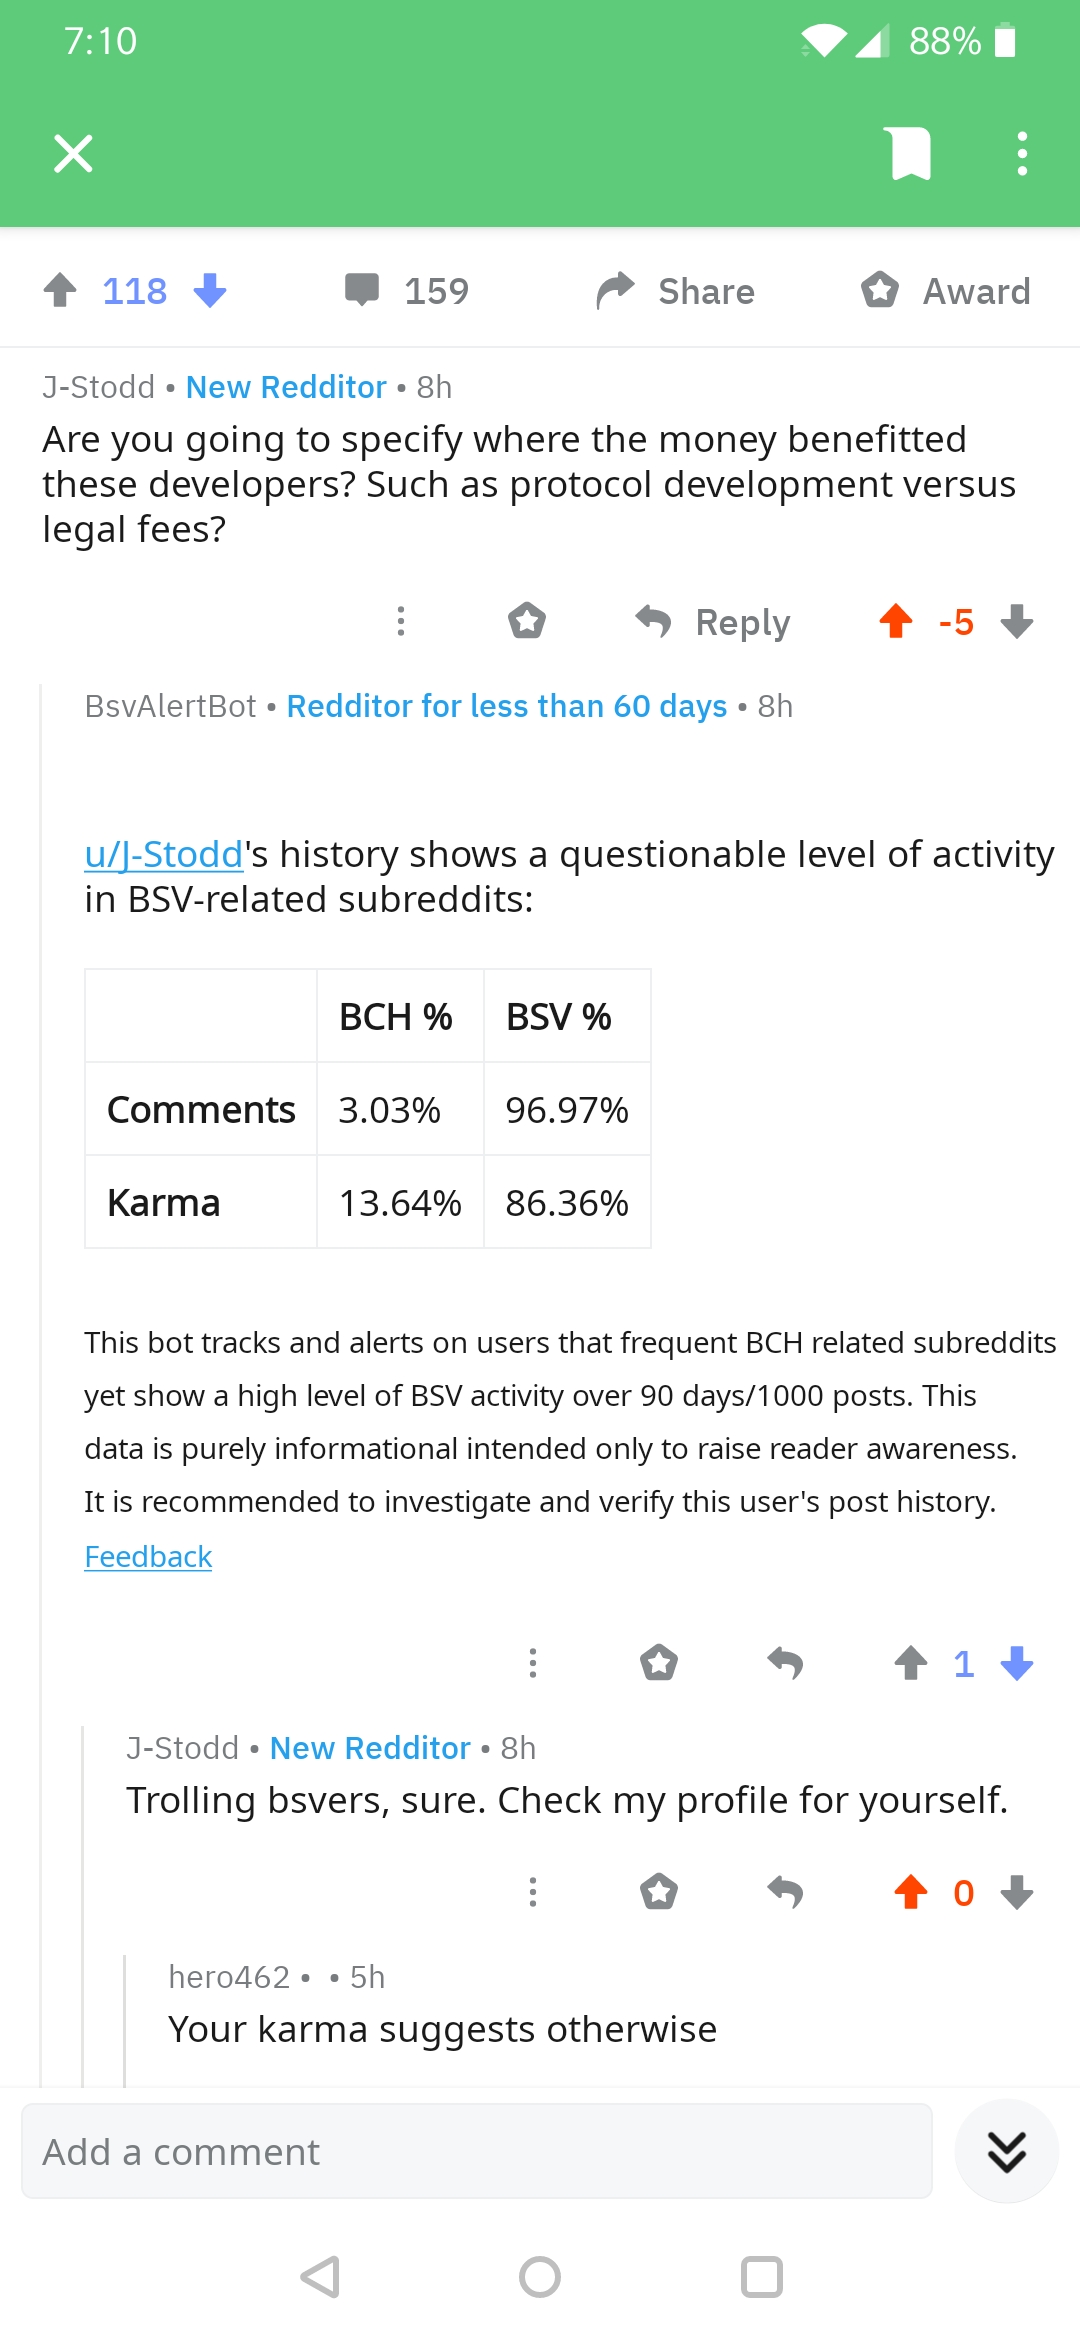 7:10 88%
118 159 Share Award
J-Stodd • New Redditor • 8h
Are you going to specify where the money benefitted
these developers? Such as protocol development versus
legal fees?
Reply -5
BsvAlertBot • Redditor for less than 60 days • 8h
u/J-Stodd's history shows a questionable level of activity
in BSV-related subreddits:
BCH % BSV %
Comments 3.03% 96.97%
Karma 13.64% 86.36%
This bot tracks and alerts on users that frequent BCH related subreddits
yet show a high level of BSV activity over 90 days/1000 posts. This
data is purely informational intended only to raise reader awareness.
It is recommended to investigate and verify this user's post history.
Feedback
1
J-Stodd • New Redditor • 8h
Trolling bsvers, sure. Check my profile for yourself.
0
hero462 • • 5h
Your karma suggests otherwise
Add a comment